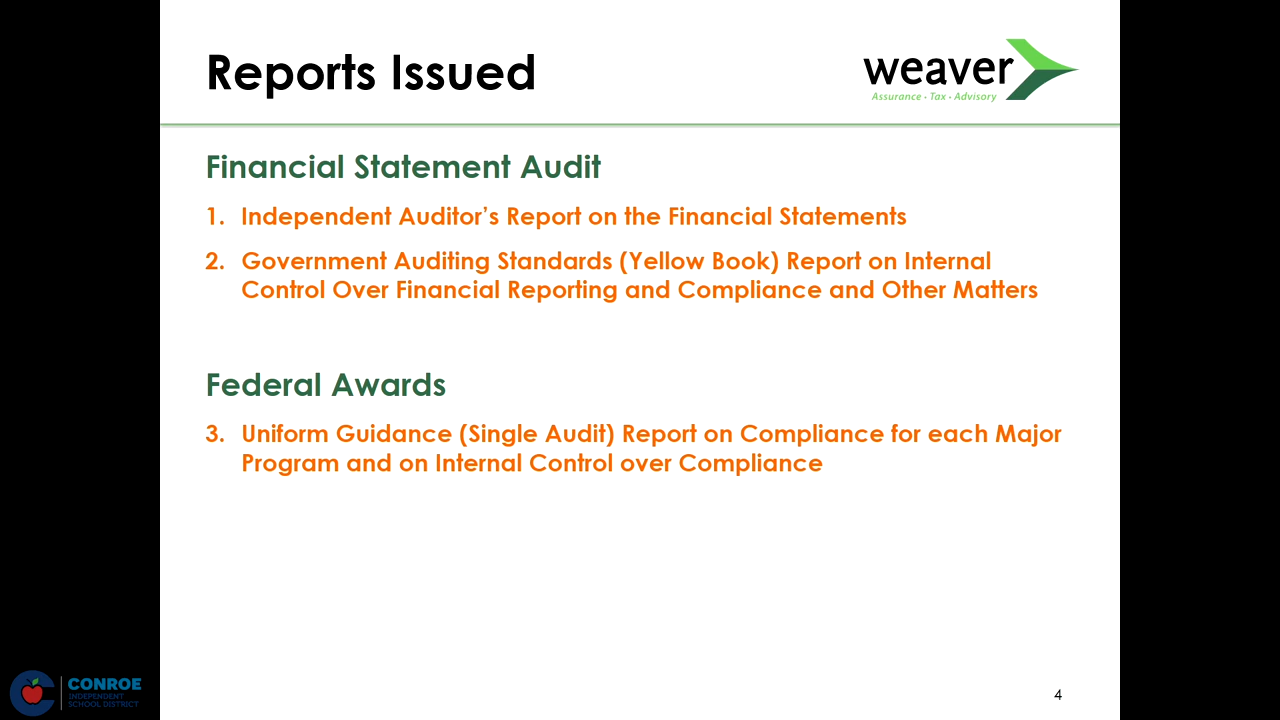 Reports Issued
weaver
Assurance • Tax • Advisory
Financial Statement Audit
1. Independent Auditor’s Report on the Financial Statements
2. Government Auditing Standards (Yellow Book) Report on Internal
Control Over Financial Reporting and Compliance and Other Matters
Federal Awards
3. Uniform Guidance (Single Audit) Report on Compliance for each Major
Program and on Internal Control over Compliance
4
CONROE
INDEPENDENT
SCHOOL DISTRICT